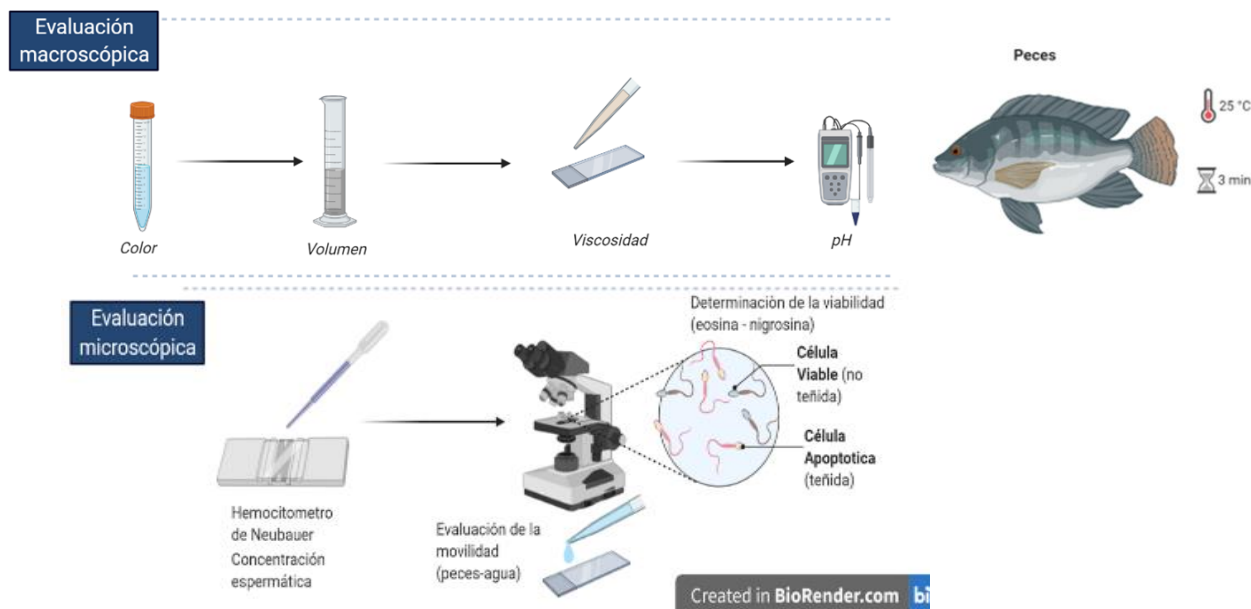 Evaluación
macroscópica
Color
Volumen
Viscosidad
pH
Peces
25 °C
3 min
Evaluación
microscópica
Hemocitometro
de Neubauer
Concentración
espermática
Evaluación de la
movilidad
(peces-agua)
Determinaciòn de la viabilidad
(eosina - nigrosina)
Célula
Viable (no
teñida)
Célula
Apoptotica
(teñida)
Created in BioRender.com bi